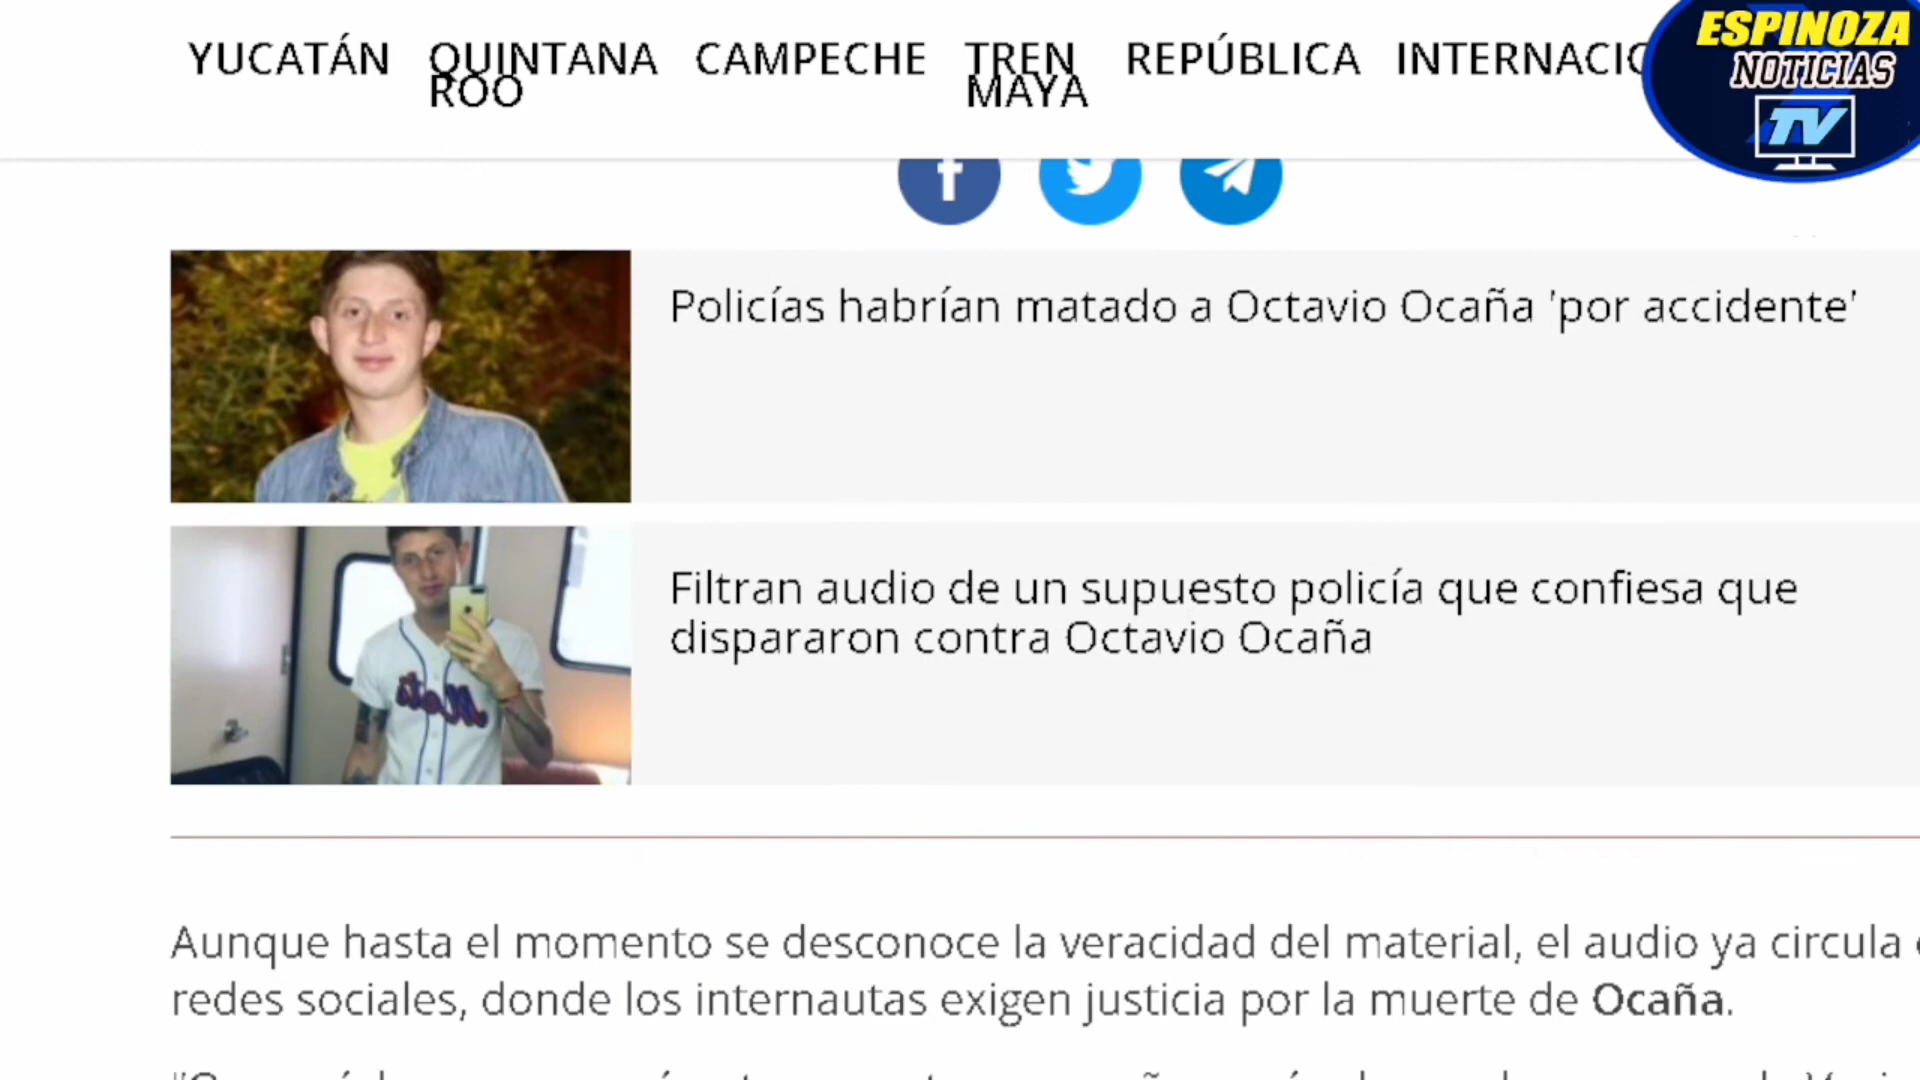 YUCATÁN QUINTANA ROO CAMPECHE TREN MAYA REPÚBLICA
ESPINOZA
NOTICIAS
TV
Policías habrían matado a Octavio Ocaña 'por accidente'
Mets
Filtran audio de un supuesto policía que confiesa que
dispararon contra Octavio Ocaña
Aunque hasta el momento se desconoce la veracidad del material, el audio ya circula
redes sociales, donde los internautas exigen justicia por la muerte de Ocaña.